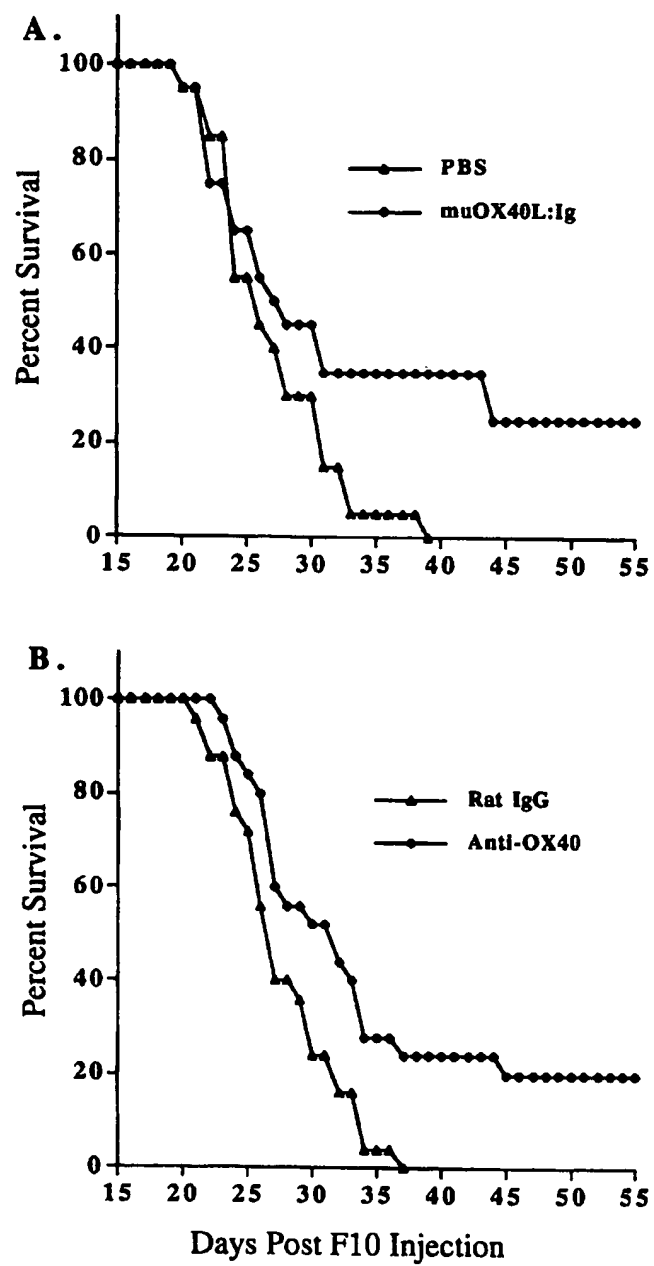 A.
Percent Survival
100
80
60
40
20
0
PBS
muOX40L:Ig
15 20 25 30 35 40 45 50 55
B.
Percent Survival
100
80
60
40
20
0
Rat IgG
Anti-OX40
15 20 25 30 35 40 45 50 55
Days Post F10 Injection